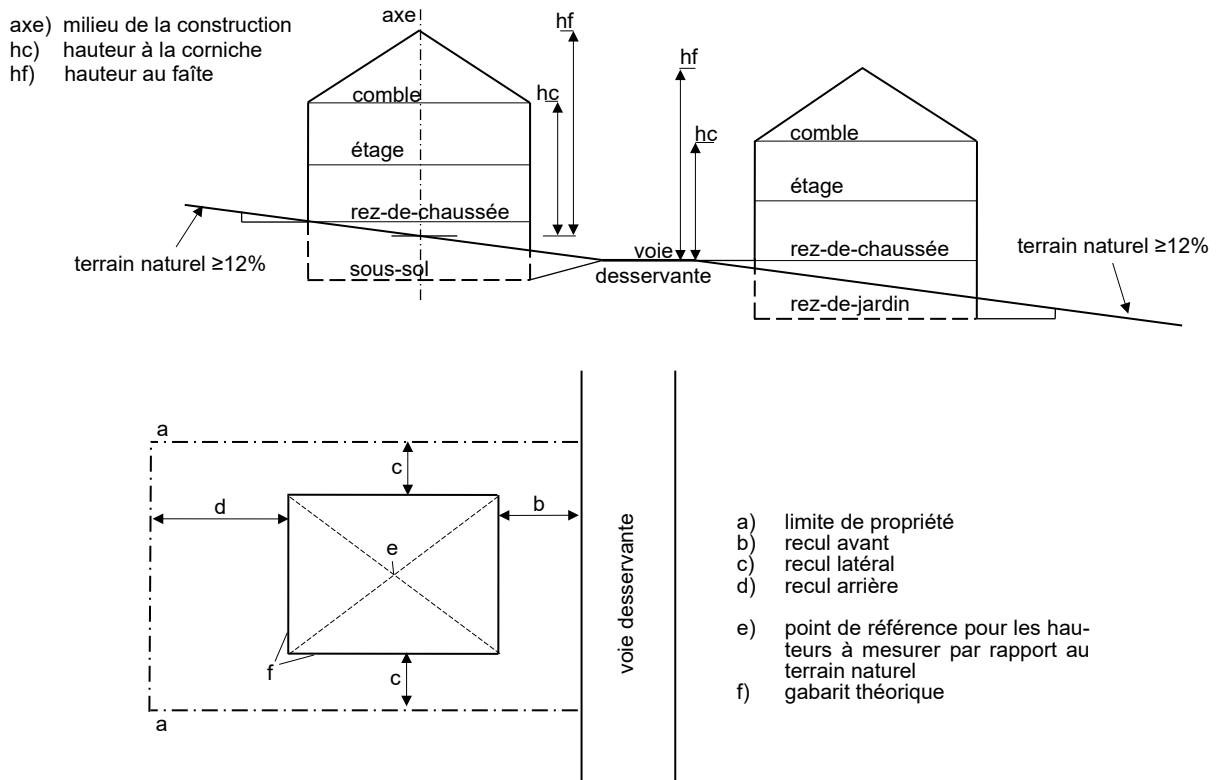 axe) milieu de la construction
hc) hauteur à la corniche
hf) hauteur au faîte
axe
hf
hc
comble
étage
rez-de-chaussée
sous-sol
terrain naturel ≥12%
hf
hc
voie
desservante
comble
étage
rez-de-chaussée
rez-de-jardin
terrain naturel ≥12%
a
c
d
b
e
f
c
a
voie desservante
a) limite de propriété
b) recul avant
c) recul latéral
d) recul arrière
e) point de référence pour les hau-
teurs à mesurer par rapport au
terrain naturel
f) gabarit théorique